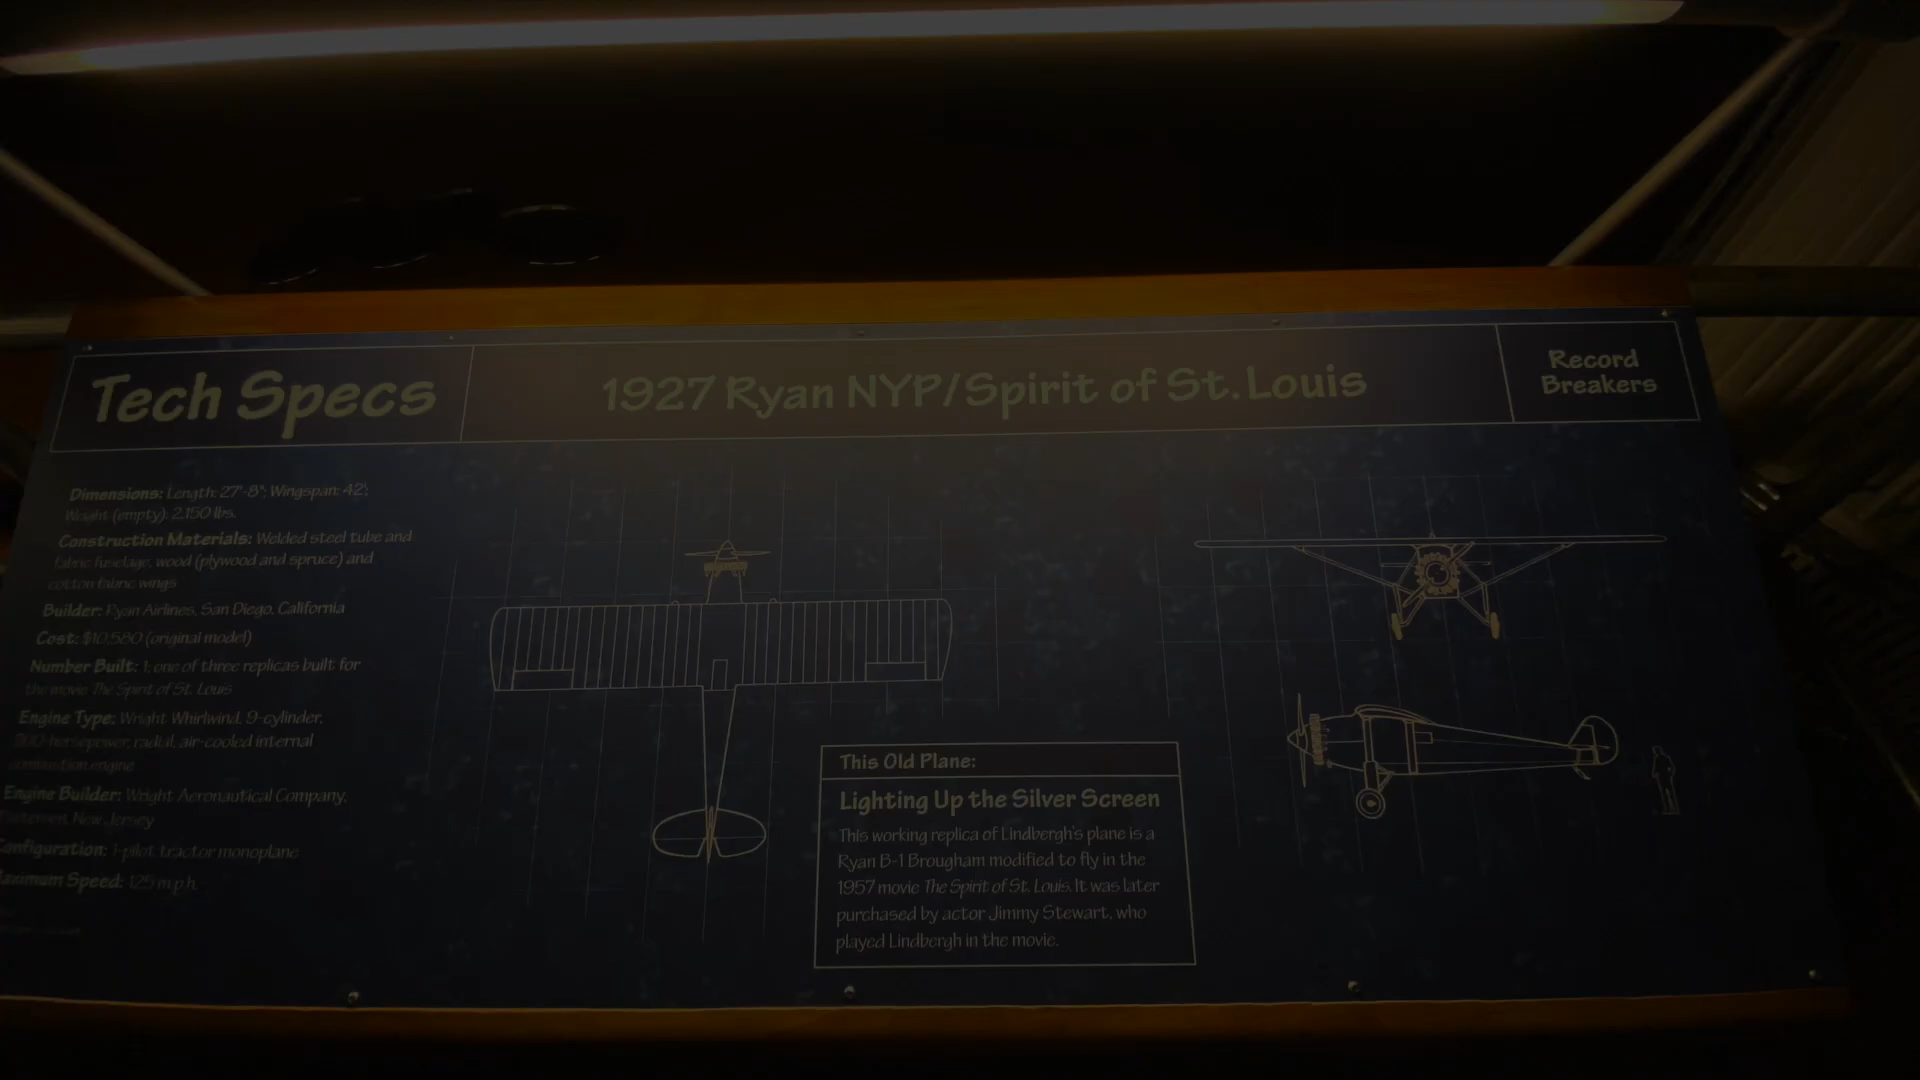 Tech Specs
1927 Ryan NYP/Spirit of St. Louis
Record
Breakers
Dimensions: Length: 27'-8"; Wingspan: 42';
Weight (empty): 2,150 lbs.
Construction Materials: Welded steel tube and
fabric fuselage, wood (plywood and spruce) and
cotton fabric wings
Builder: Ryan Airlines, San Diego, California
Cost: $10,580 (original model)
Number Built: 1; one of three replicas built for
the movie The Spirit of St. Louis
Engine Type: Wright Whirlwind, 9-cylinder,
horsepower, radial, air-cooled internal
combustion engine
Engine Builder: Wright Aeronautical Company,
Paterson, New Jersey
Configuration: 1-pilot tractor monoplane
Maximum Speed: 125 m.p.h.
This Old Plane:
Lighting Up the Silver Screen
This working replica of Lindbergh's plane is a
Ryan B-1 Brougham modified to fly in the
1957 movie The Spirit of St. Louis. It was later
purchased by actor Jimmy Stewart, who
played Lindbergh in the movie.